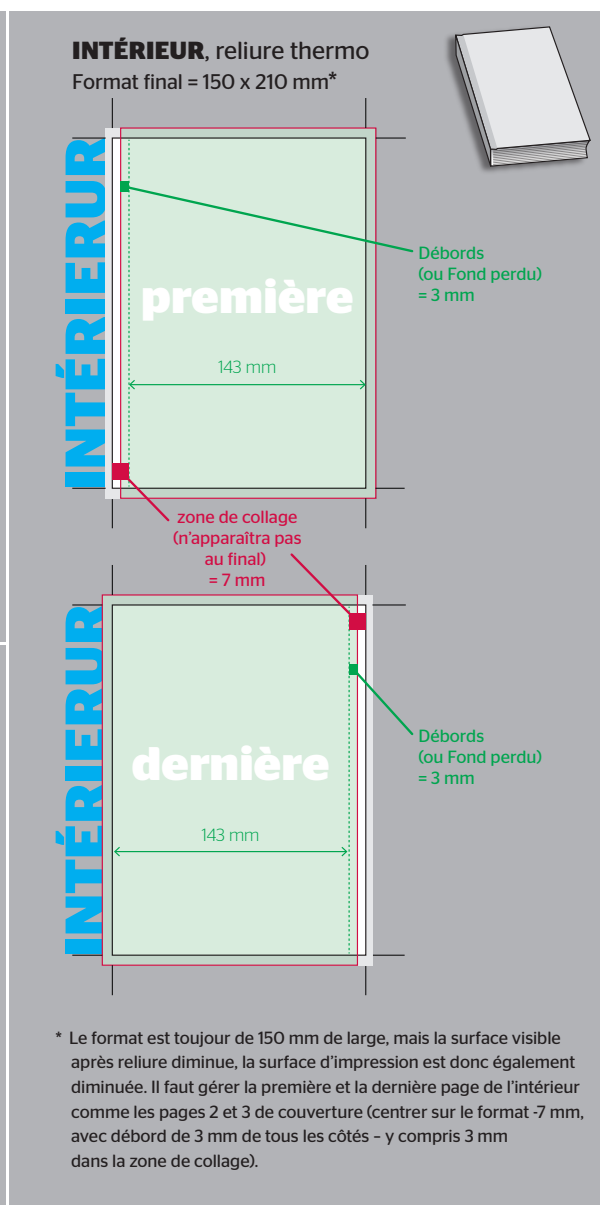 INTÉRIEUR, reliure thermo
Format final = 150 x 210 mm*
INTÉRIERUR
première
143 mm
Débords
(ou Fond perdu)
= 3 mm
zone de collage
(n'apparaîtra pas
au final)
= 7 mm
INTÉRIERUR
dernière
143 mm
Débords
(ou Fond perdu)
= 3 mm
* Le format est toujour de 150 mm de large, mais la surface visible
après reliure diminue, la surface d'impression est donc également
diminuée. Il faut gérer la première et la dernière page de l'intérieur
comme les pages 2 et 3 de couverture (centrer sur le format -7 mm,
avec débord de 3 mm de tous les côtés – y compris 3 mm
dans la zone de collage).